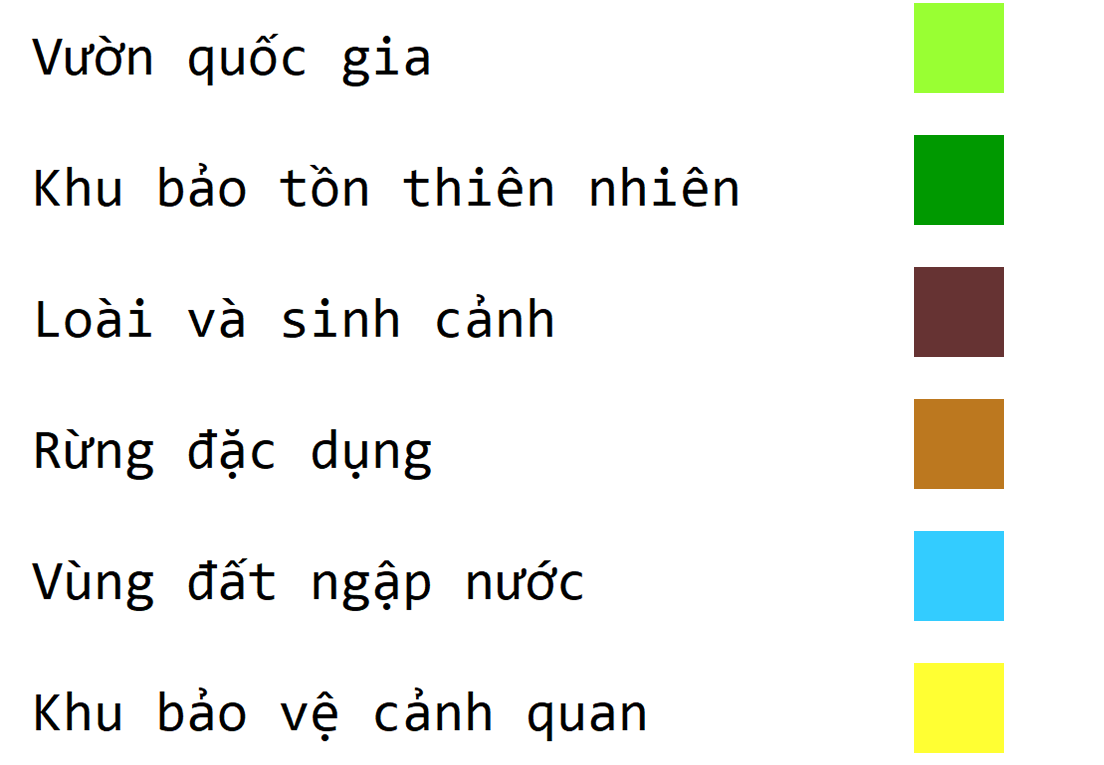 Vườn quốc gia
Khu bảo tồn thiên nhiên
Loài và sinh cảnh
Rừng đặc dụng
Vùng đất ngập nước
Khu bảo vệ cảnh quan